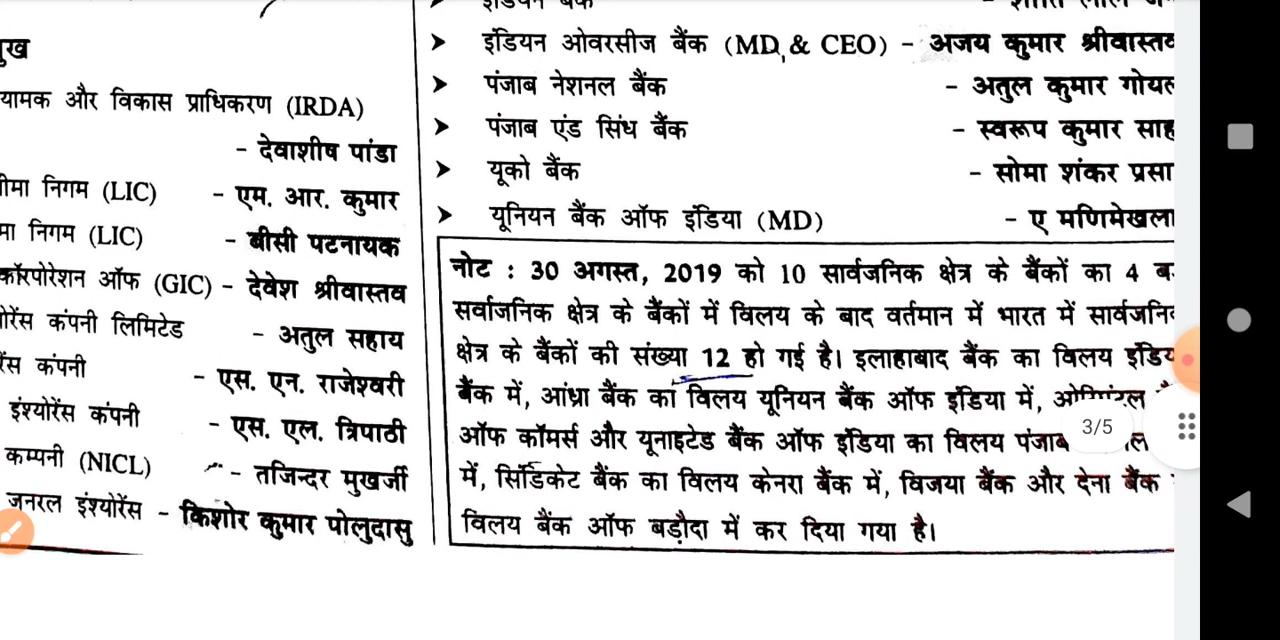 यामक और विकास प्राधिकरण (IRDA)
- देवाशीष पांडा
निगम (LIC) - एम. आर. कुमार
निगम (LIC) - बीसी पटनायक
कॉरपोरेशन ऑफ (GIC) - देवेश श्रीवास्तव
कंपनी लिमिटेड - अतुल सहाय
कंपनी - एस. एन. राजेश्वरी
इंश्योरेंस कंपनी - एस. एल. त्रिपाठी
कम्पनी (NICL) - तजिन्दर मुखर्जी
जनरल इंश्योरेंस - किशोर कुमार पोलुदासु
➤ इंडियन ओवरसीज बैंक (MD, & CEO) - अजय कुमार श्रीवास्तव
➤ पंजाब नेशनल बैंक - अतुल कुमार गोयल
➤ पंजाब एंड सिंध बैंक - स्वरूप कुमार साह
➤ यूको बैंक - सोमा शंकर प्रसा
➤ यूनियन बैंक ऑफ इंडिया (MD) - ए मणिमेखला
नोट : 30 अगस्त, 2019 को 10 सार्वजनिक क्षेत्र के बैंकों का 4
सर्वाजनिक क्षेत्र के बैंकों में विलय के बाद वर्तमान में भारत में सार्वजनि
क्षेत्र के बैंकों की संख्या 12 हो गई है। इलाहाबाद बैंक का विलय इंडि
बैंक में, आंध्रा बैंक का विलय यूनियन बैंक ऑफ इंडिया में,
ऑफ कॉमर्स और यूनाइटेड बैंक ऑफ इंडिया का विलय पंजाब
में, सिंडिकेट बैंक का विलय केनरा बैंक में, विजया बैंक और देना बैंक
विलय बैंक ऑफ बड़ौदा में कर दिया गया है।
3/5